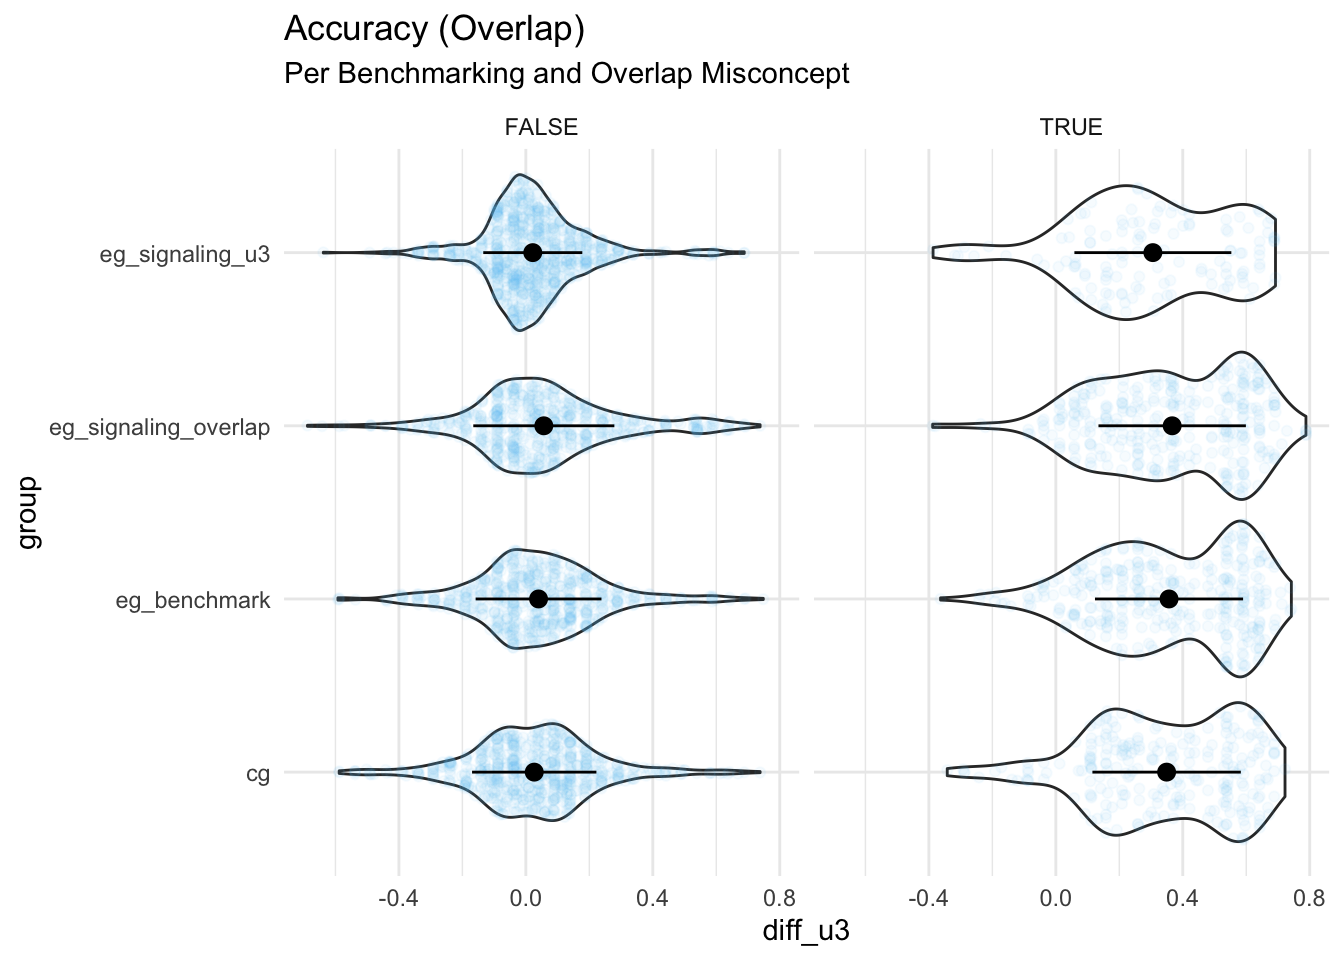 Accuracy (Overlap)
Per Benchmarking and Overlap Misconcept
FALSE
TRUE
group
eg_signaling_u3
eg_signaling_overlap
eg_benchmark
cg
-0.4 0.0 0.4 0.8
-0.4 0.0 0.4 0.8
diff_u3